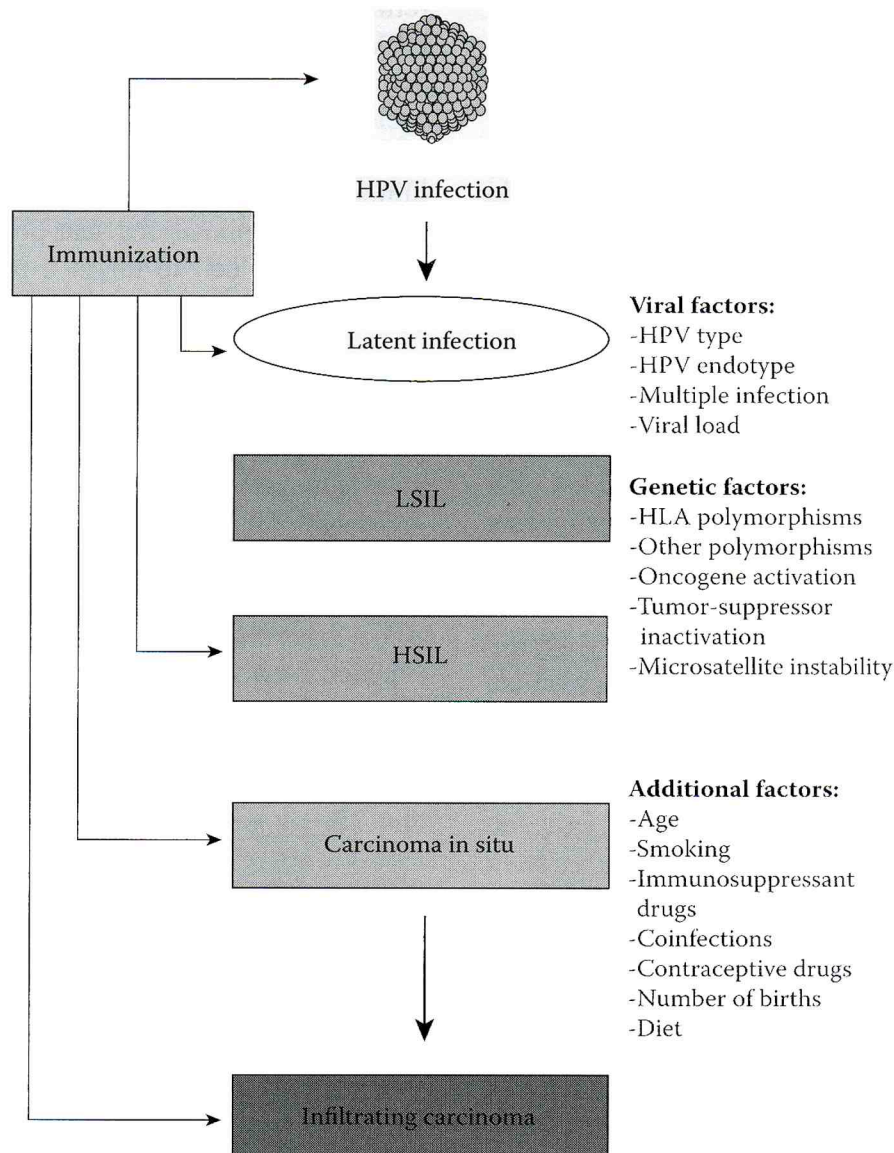 HPV infection
Immunization
Latent infection
Viral factors:
-HPV type
-HPV endotype
-Multiple infection
-Viral load
LSIL
Genetic factors:
-HLA polymorphisms
-Other polymorphisms
-Oncogene activation
-Tumor-suppressor
inactivation
-Microsatellite instability
HSIL
Carcinoma in situ
Additional factors:
-Age
-Smoking
-Immunosuppressant
drugs
-Coinfections
-Contraceptive drugs
-Number of births
-Diet
Infiltrating carcinoma